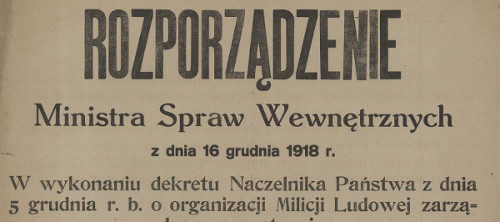 ROZPORZĄDZENIE
Ministra Spraw Wewnętrznych
z dnia 16 grudnia 1918 r.
W wykonaniu dekretu Naczelnika Państwa z dnia
5 grudnia r. b. o organizacji Milicji Ludowej zarzą-